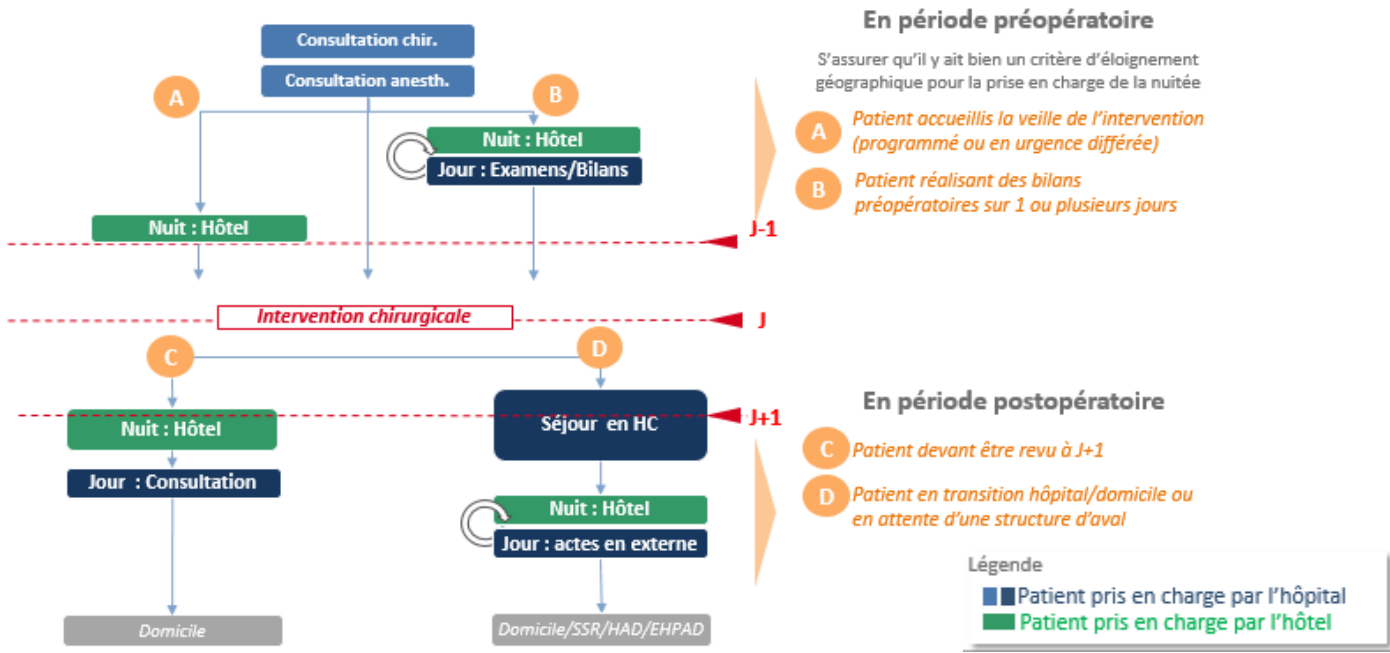 Consultation chir.
Consultation anesth.
A
B
Nuit : Hôtel
Jour : Examens/Bilans
Nuit : Hôtel
J-1
Intervention chirurgicale
J
C
D
J+1
Nuit : Hôtel
Jour : Consultation
Séjour en HC
Nuit : Hôtel
Jour : actes en externe
Domicile
Domicile/SSR/HAD/EHPAD
En période préopératoire
S'assurer qu'il y ait bien un critère d'éloignement
géographique pour la prise en charge de la nuitée
A
Patient accueillis la veille de l'intervention
(programmé ou en urgence différée)
B
Patient réalisant des bilans
préopératoires sur 1 ou plusieurs jours
En période postopératoire
C
Patient devant être revu à J+1
D
Patient en transition hôpital/domicile ou
en attente d'une structure d'aval
Légende
Patient pris en charge par l'hôpital
Patient pris en charge par l'hôtel